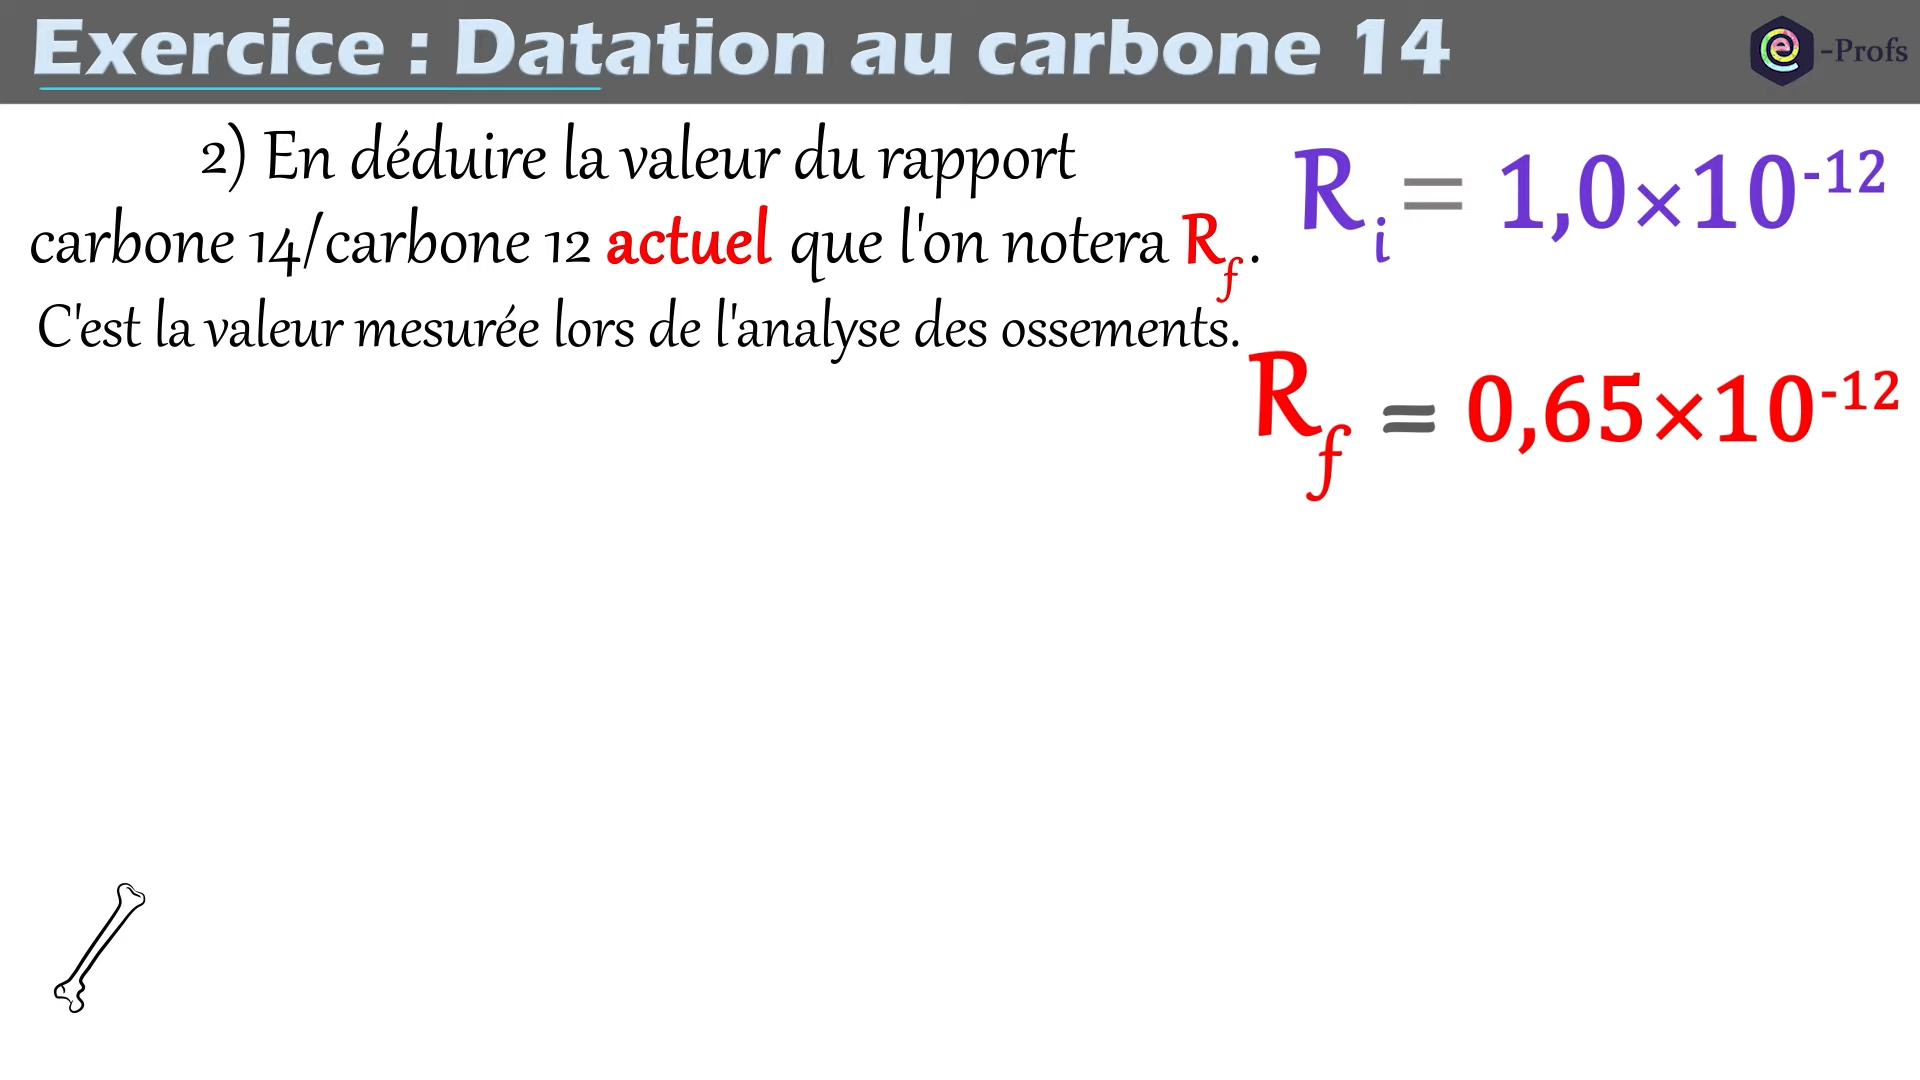 Exercice : Datation au carbone 14
e -Profs
2) En déduire la valeur du rapport
carbone 14/carbone 12 actuel que l'on notera Rf.
C'est la valeur mesurée lors de l'analyse des ossements.
Ri = 1,0×10-12
Rf = 0,65×10-12